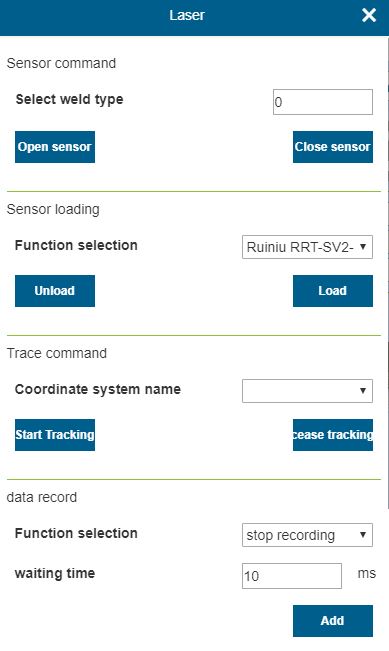 Laser
Sensor command
Select weld type 0
Open sensor Close sensor
Sensor loading
Function selection Ruiniu RRT-SV2-
Unload Load
Trace command
Coordinate system name
Start Tracking cease tracking
data record
Function selection stop recording
waiting time 10 ms
Add